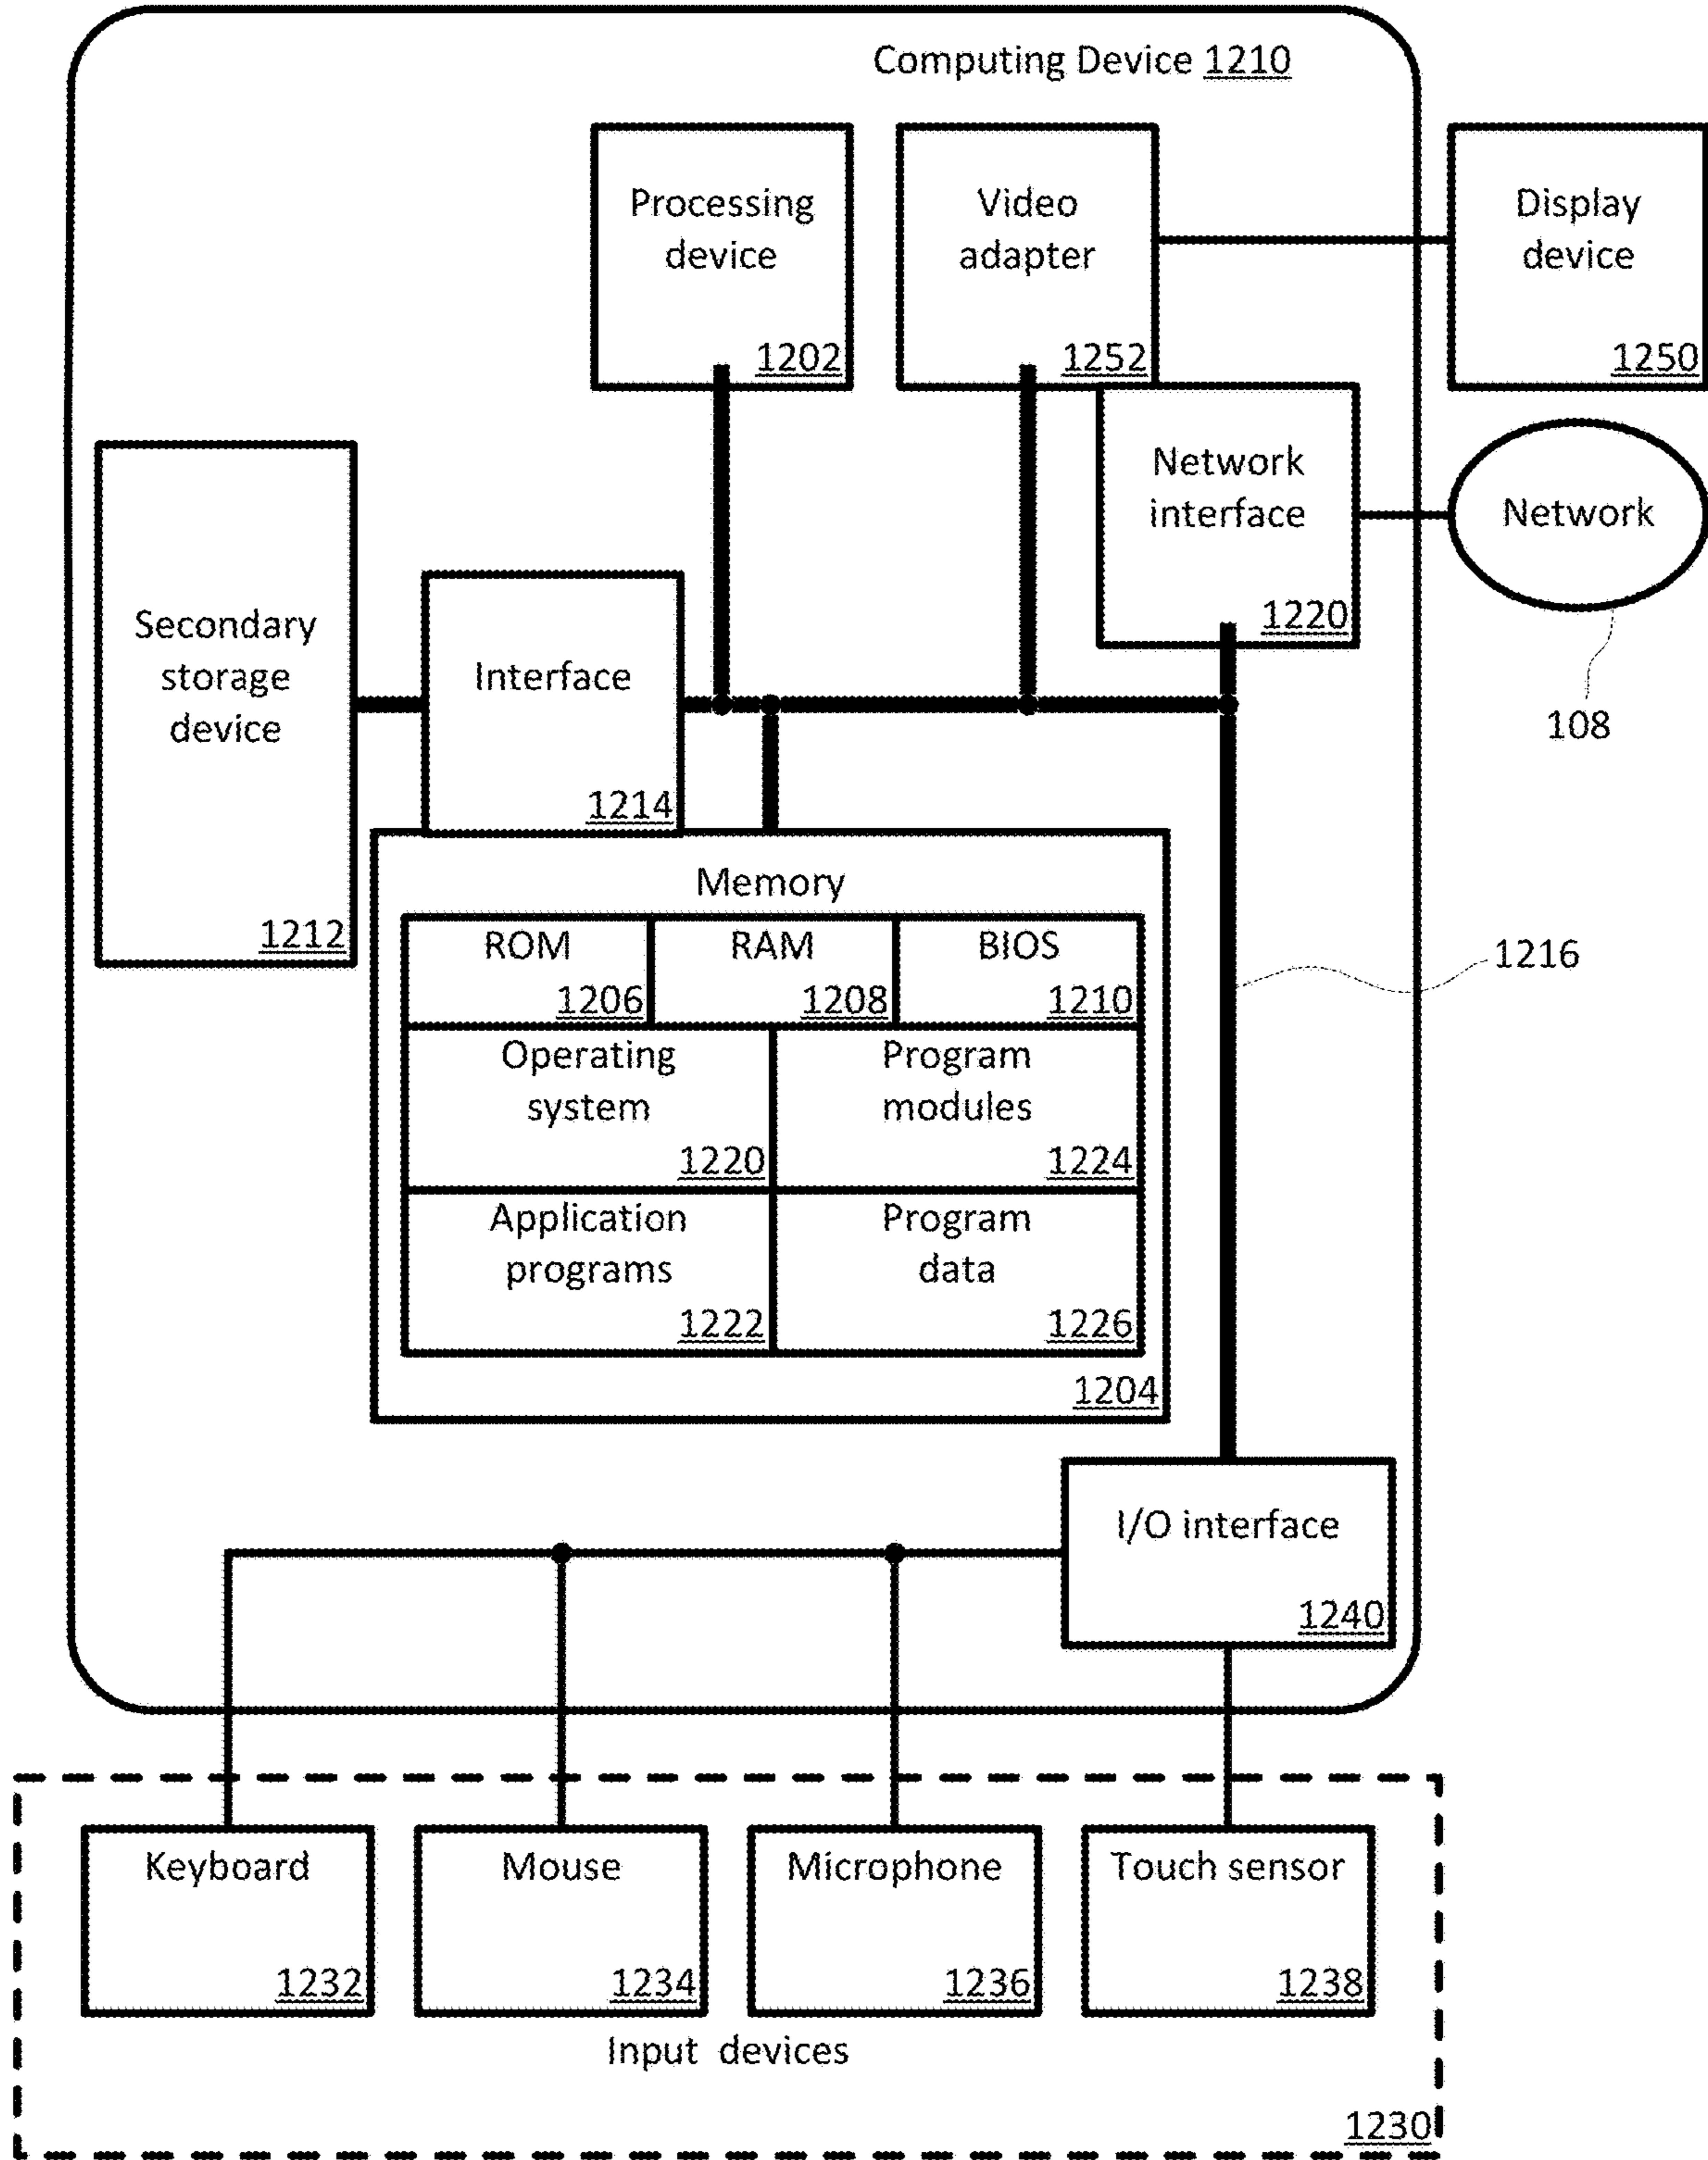 Computing Device 1210
Processing
device
1202
Video
adapter
1252
Display
device
1250
Network
interface
1220
Network
108
Secondary
storage
device
1212
Interface
1214
Memory
ROM
1206
RAM
1208
BIOS
1210
1216
Operating
system
1220
Program
modules
1224
Application
programs
1222
Program
data
1226
1204
I/O interface
1240
Keyboard
1232
Mouse
1234
Microphone
1236
Touch sensor
1238
Input devices
1230